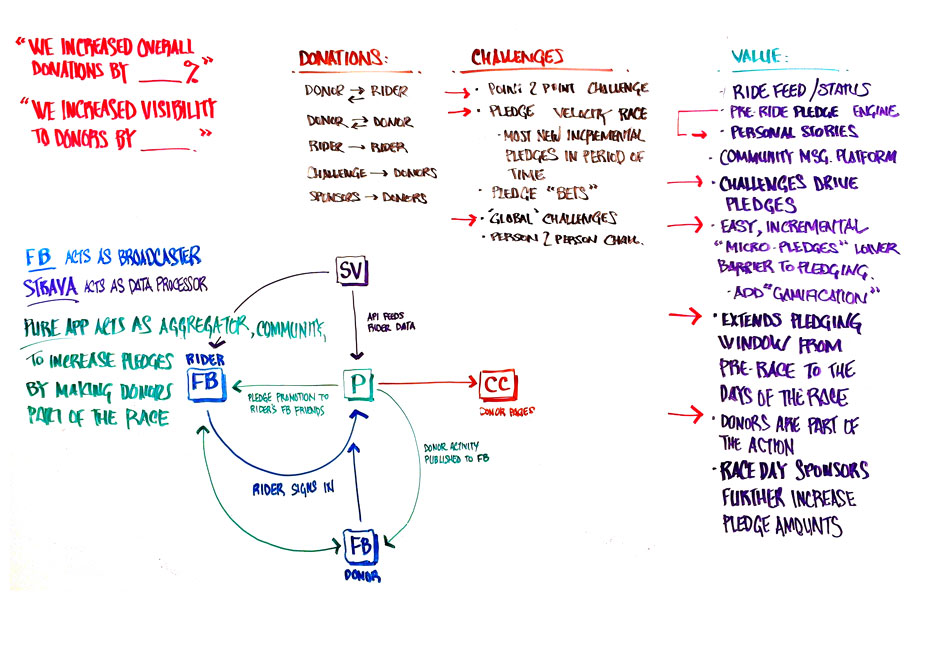 "WE INCREASED OVERALL
DONATIONS BY ____%"
"WE INCREASED VISIBILITY
TO DONORS BY ____"
DONATIONS:
DONOR ⇄ RIDER
DONOR ⇄ DONOR
RIDER → RIDER
CHALLENGE → DONORS
SPONSORS → DONORS
CHALLENGES
→ • POINT 2 POINT CHALLENGE
→ • PLEDGE VELOCITY RACE
• MOST NEW INCREMENTAL
PLEDGES IN PERIOD OF
TIME
• PLEDGE "BETS"
→ • 'GLOBAL' CHALLENGES
• PERSON 2 PERSON CHALL.
VALUE:
• RIDE FEED/STATUS
• PRE-RIDE PLEDGE ENGINE
• PERSONAL STORIES
• COMMUNITY MSG. PLATFORM
→ • CHALLENGES DRIVE
PLEDGES
→ • EASY, INCREMENTAL
"MICRO-PLEDGES" LOWER
BARRIER TO PLEDGING.
• ADD "GAMIFICATION"
→ • EXTENDS PLEDGING
WINDOW FROM
PRE-RACE TO THE
DAYS OF THE RACE
→ • DONORS ARE PART OF
THE ACTION
• RACE DAY SPONSORS
FURTHER INCREASE
PLEDGE AMOUNTS
FB ACTS AS BROADCASTER
STRAVA ACTS AS DATA PROCESSOR
PURE APP ACTS AS AGGREGATOR, COMMUNITY,
TO INCREASE PLEDGES
BY MAKING DONORS
PART OF THE RACE
SV
API FEEDS
RIDER DATA
RIDER
FB
PLEDGE PROMOTION TO
RIDER'S FB FRIENDS
P
CC
DONOR PAGES
DONOR ACTIVITY
PUBLISHED TO FB
RIDER SIGNS IN
FB
DONOR